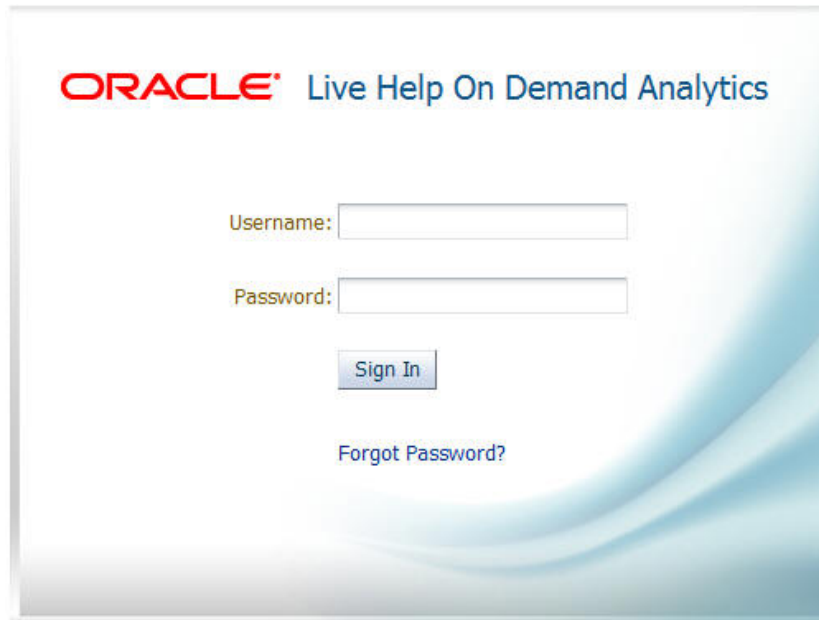 ORACLE® Live Help On Demand Analytics
Username:
Password:
Sign In
Forgot Password?